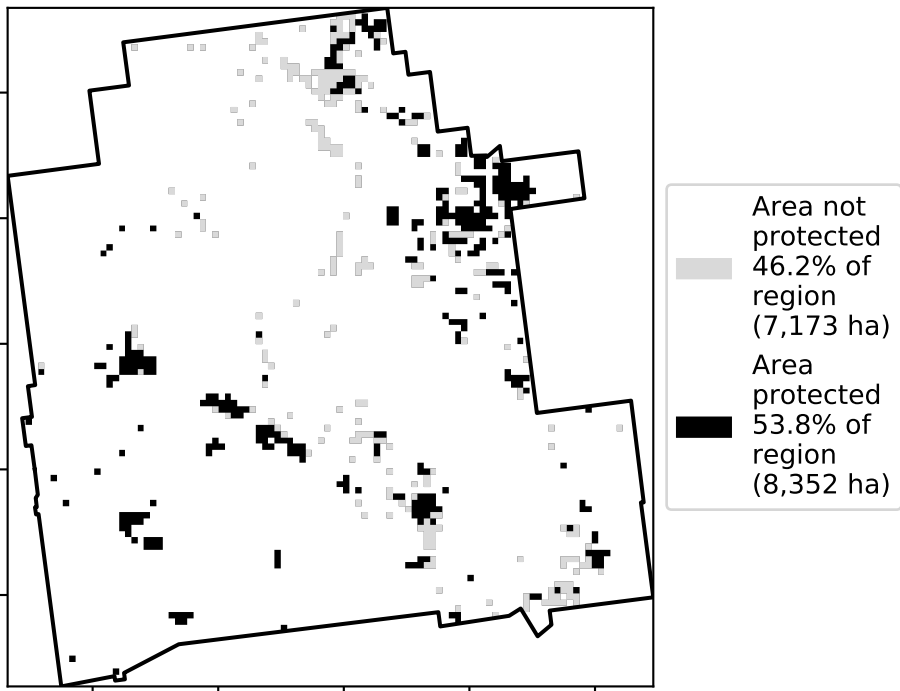 Area not
protected
46.2% of
region
(7,173 ha)
Area
protected
53.8% of
region
(8,352 ha)